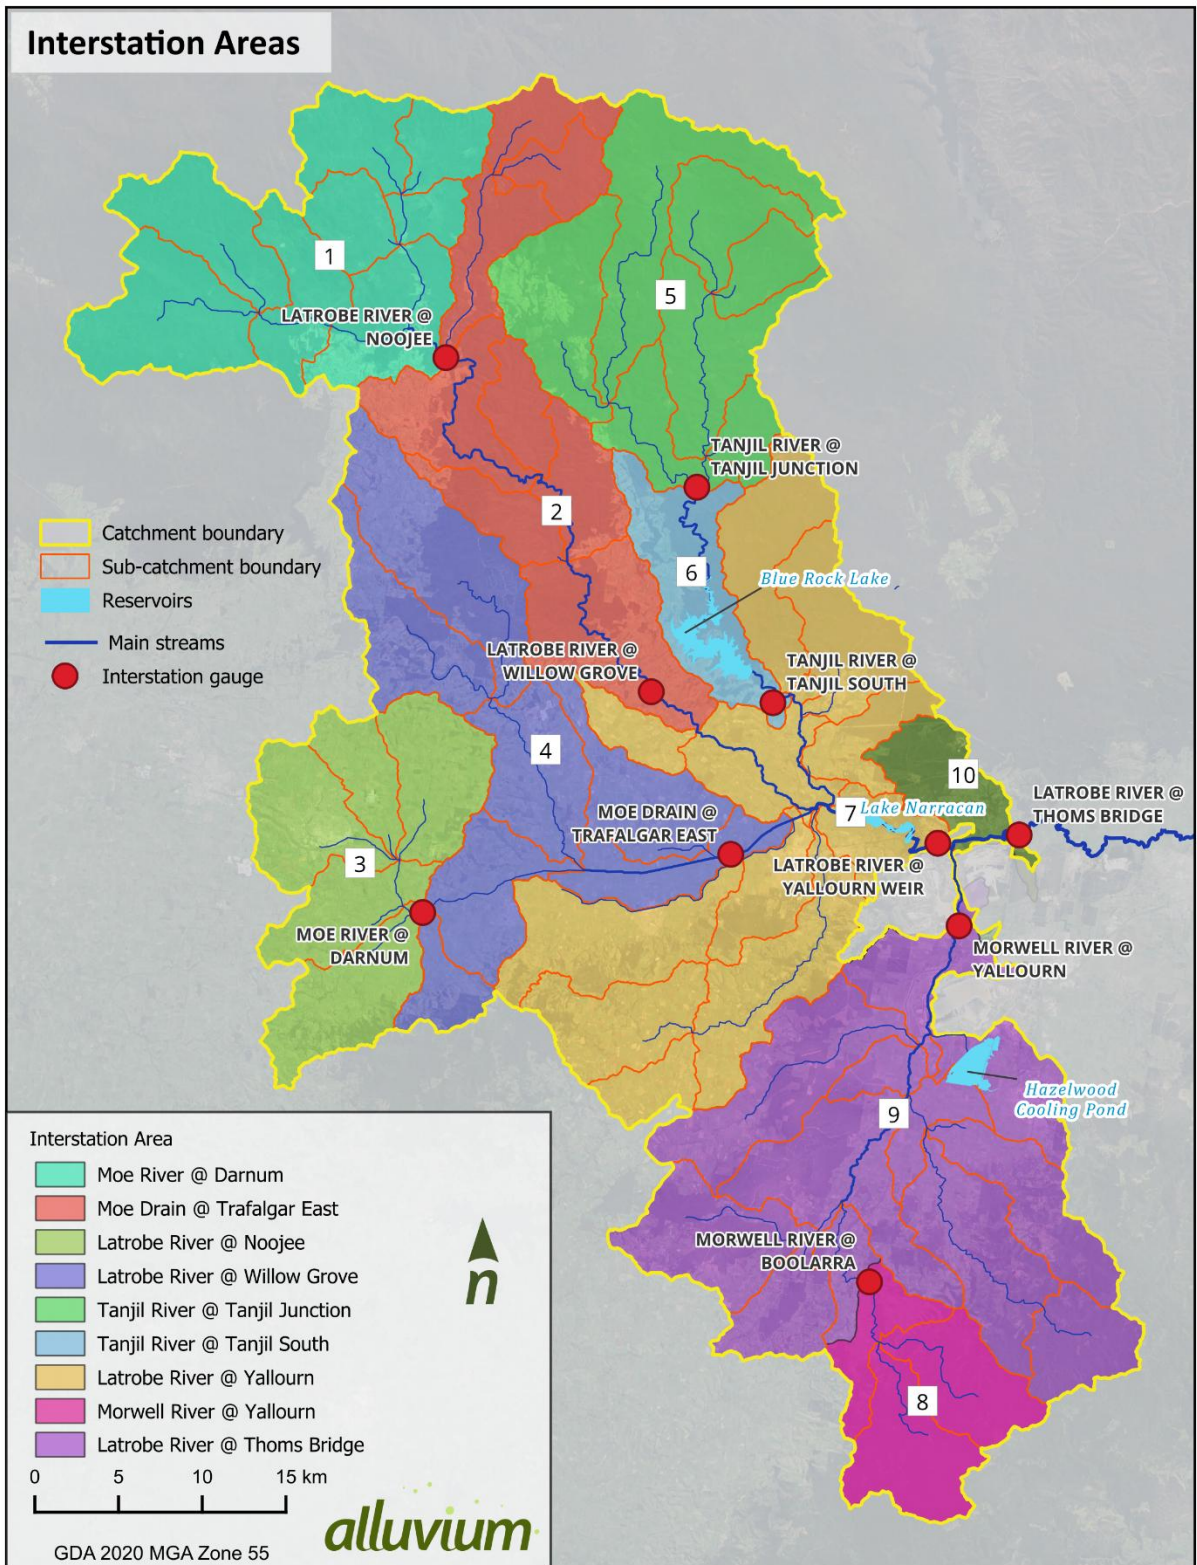 Interstation Areas
1
LATROBE RIVER @
NOOJEE
5
TANJIL RIVER @
TANJIL JUNCTION
2
Catchment boundary
Sub-catchment boundary
Reservoirs
Main streams
Interstation gauge
6
Blue Rock Lake
LATROBE RIVER @
WILLOW GROVE
TANJIL RIVER @
TANJIL SOUTH
4
10
LATROBE RIVER @
THOMS BRIDGE
MOE DRAIN @
TRAFALGAR EAST
7
Lake Narracan
3
LATROBE RIVER @
YALLOURN WEIR
MOE RIVER @
DARNUM
MORWELL RIVER @
YALLOURN
Hazelwood
Cooling Pond
9
MORWELL RIVER @
BOOLARRA
8
Interstation Area
Moe River @ Darnum
Moe Drain @ Trafalgar East
Latrobe River @ Noojee
Latrobe River @ Willow Grove
Tanjil River @ Tanjil Junction
Tanjil River @ Tanjil South
Latrobe River @ Yallourn
Morwell River @ Yallourn
Latrobe River @ Thoms Bridge
n
0 5 10 15 km
alluvium
GDA 2020 MGA Zone 55